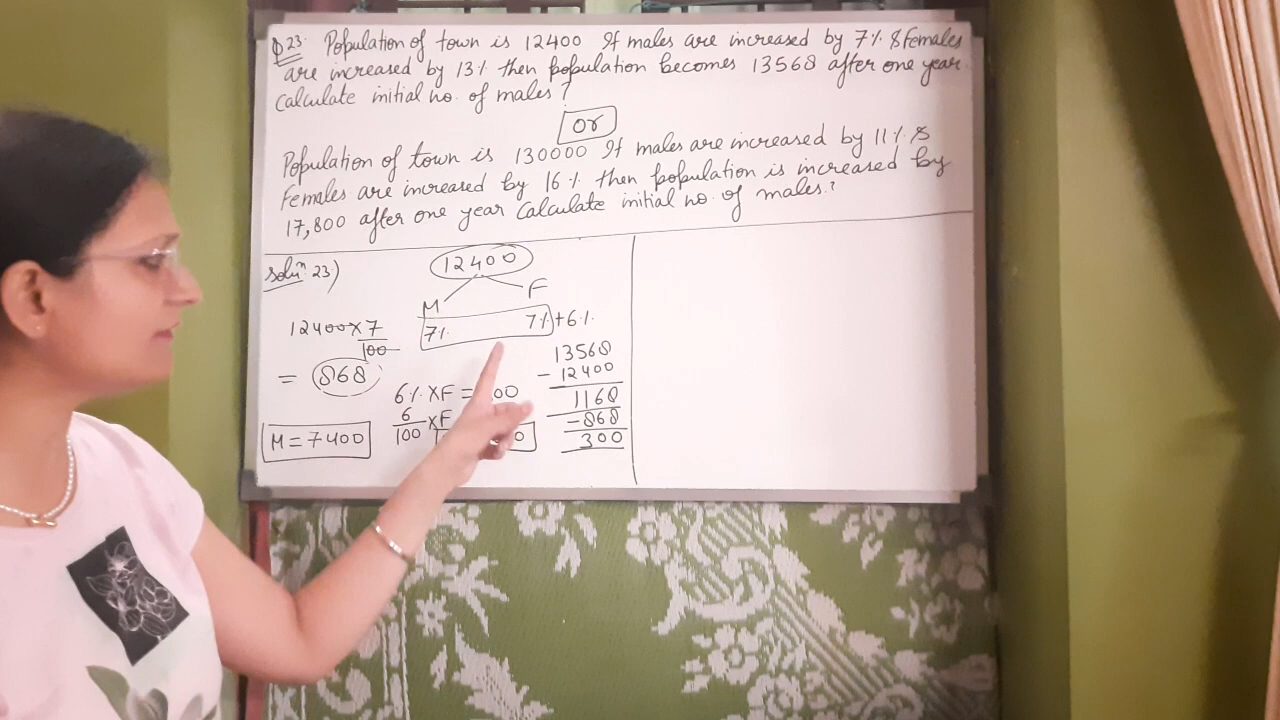 Q 23. Population of town is 12400 If males are increased by 7% & Females
are increased by 13% then population becomes 13568 after one year.
Calculate initial no. of males?
Or
Population of town is 130000 If males are increased by 11% &
Females are increased by 16% then population is increased by
17,800 after one year Calculate initial no. of males?
Soluⁿ 23)
12400
M F
7% 7% + 6%
12400 x 7
100
= 868
13568
- 12400
1168
- 868
300
6% x F =
6
100
x F
M = 7400